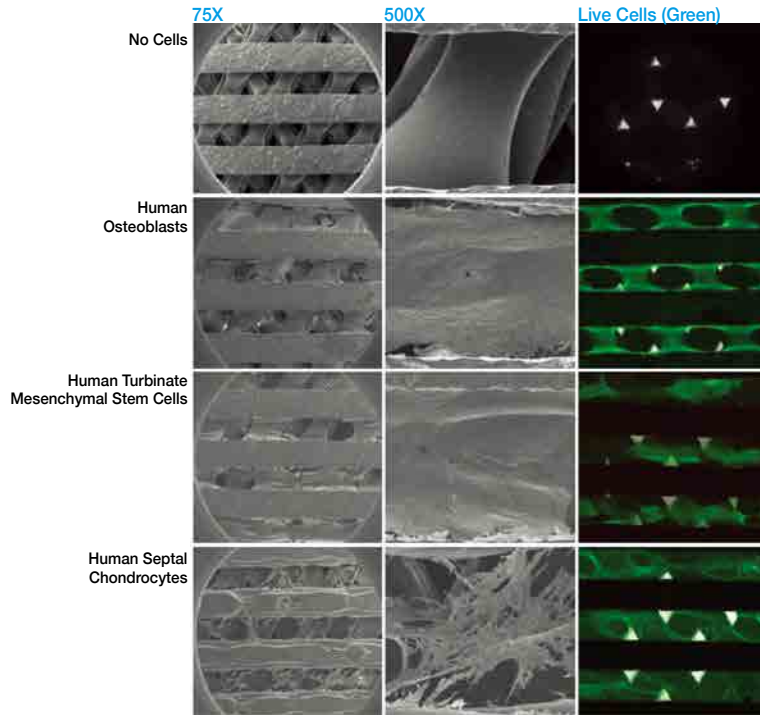 75X
500X
Live Cells (Green)
No Cells
Human
Osteoblasts
Human Turbinate
Mesenchymal Stem Cells
Human Septal
Chondrocytes